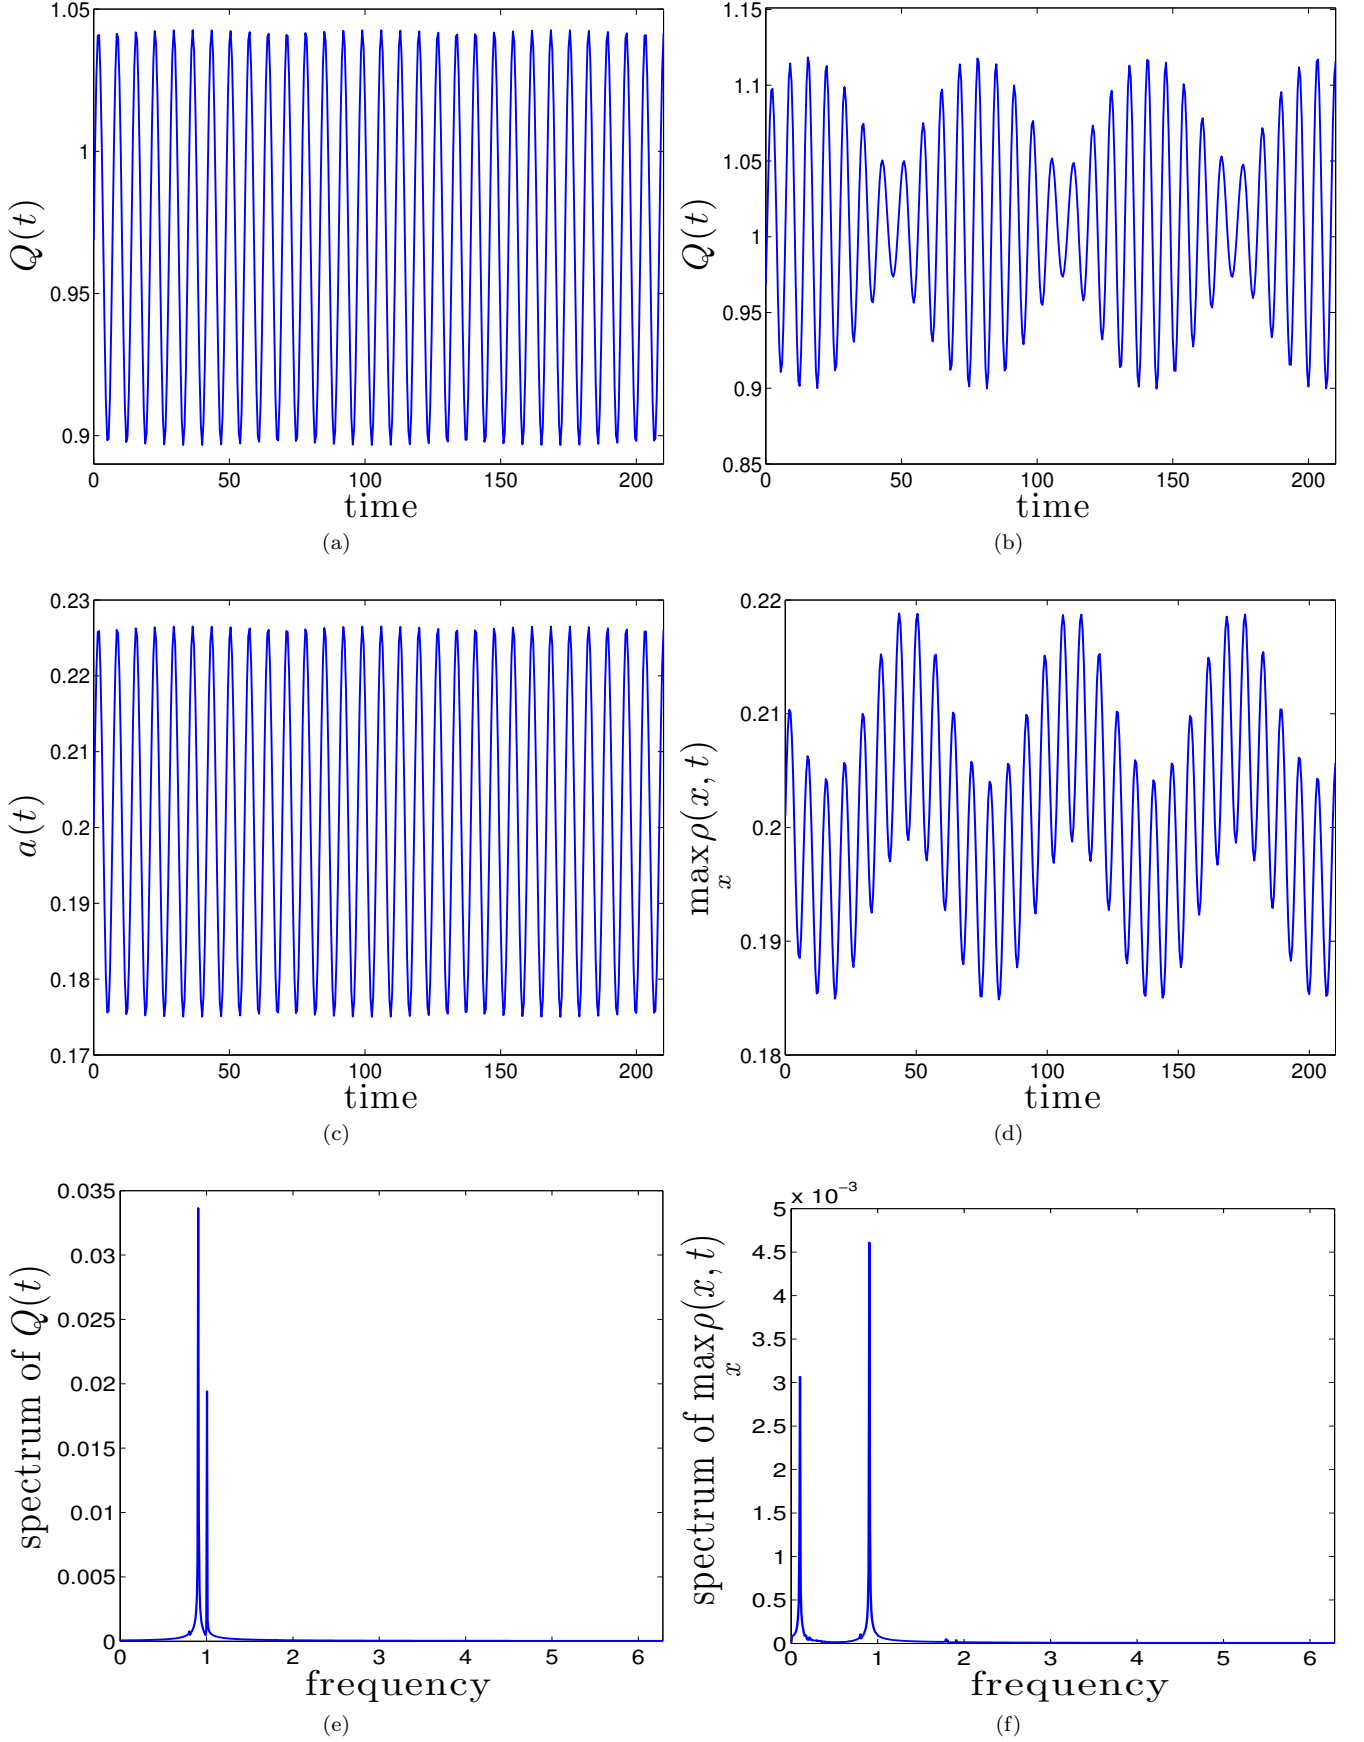 1.05
1
0.95
0.9
0 50 100 150 200
Q(t)
time
(a)
1.15
1.1
1.05
1
0.95
0.9
0.85
0 50 100 150 200
Q(t)
time
(b)
0.23
0.22
0.21
0.2
0.19
0.18
0.17
0 50 100 150 200
a(t)
time
(c)
0.22
0.21
0.2
0.19
0.18
0 50 100 150 200
max ρ(x, t)
x
time
(d)
0.035
0.03
0.025
0.02
0.015
0.01
0.005
0
0 1 2 3 4 5 6
spectrum of Q(t)
frequency
(e)
5 x 10⁻³
4.5
4
3.5
3
2.5
2
1.5
1
0.5
0
0 1 2 3 4 5 6
spectrum of max ρ(x, t)
x
frequency
(f)